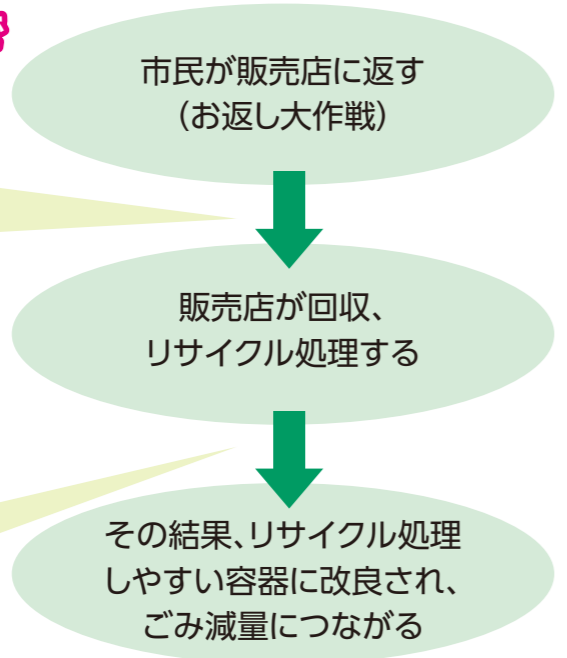 市民が販売店に返す
(お返し大作戦)
販売店が回収、
リサイクル処理する
その結果、リサイクル処理
しやすい容器に改良され、
ごみ減量につながる